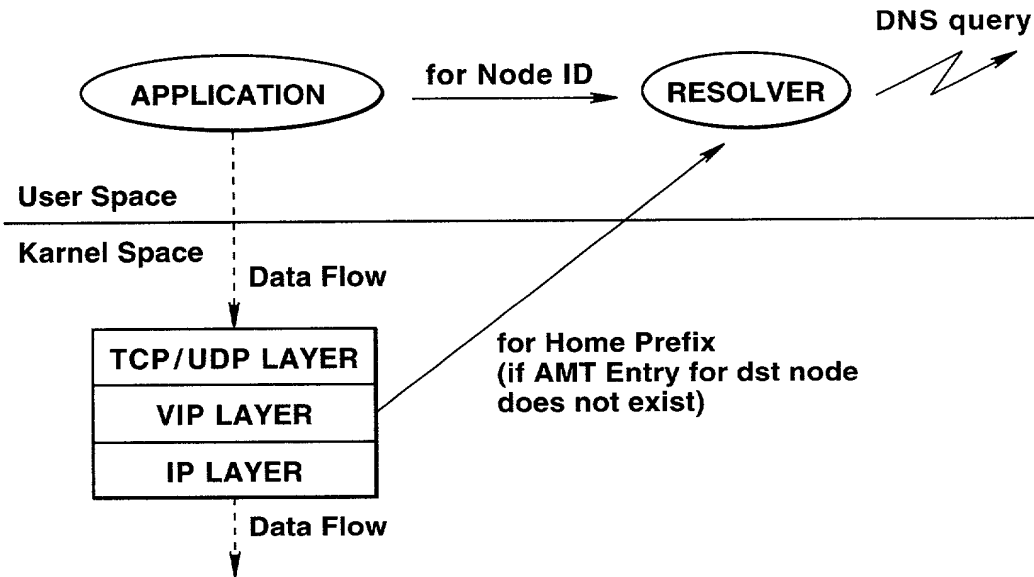 DNS query
for Node ID
APPLICATION
RESOLVER
User Space
Karnel Space
Data Flow
TCP/UDP LAYER
VIP LAYER
IP LAYER
for Home Prefix
(if AMT Entry for dst node
does not exist)
Data Flow